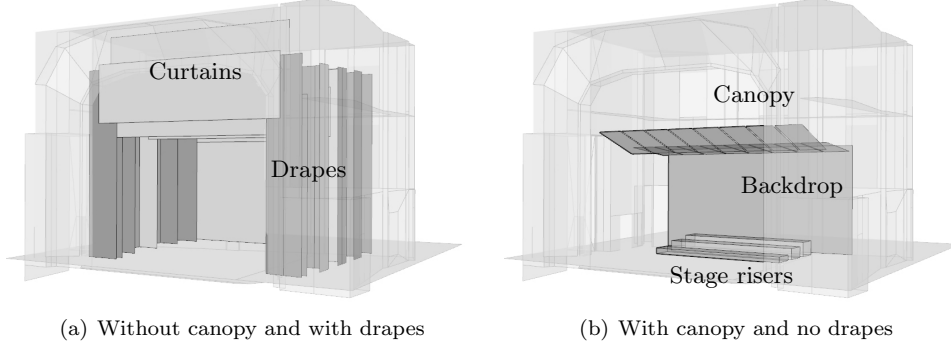 Curtains
Drapes
Canopy
Backdrop
Stage risers
(a) Without canopy and with drapes
(b) With canopy and no drapes